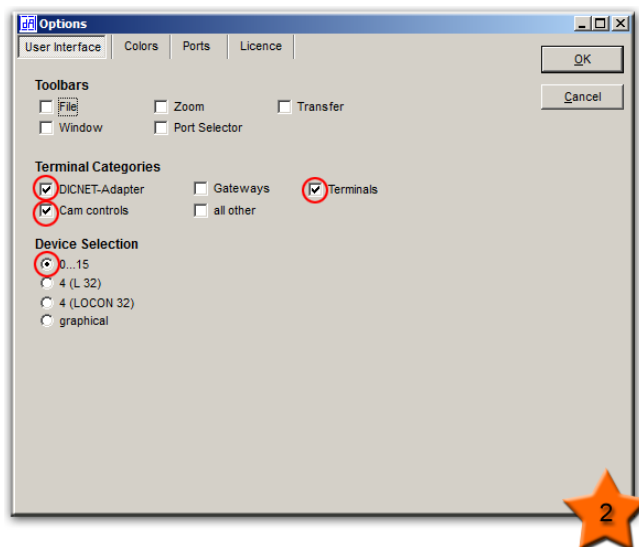 Options
User Interface Colors Ports Licence
OK
Toolbars
Cancel
File Zoom Transfer
Window Port Selector
Terminal Categories
DICNET-Adapter Gateways Terminals
Cam controls all other
Device Selection
0...15
4 (L 32)
4 (LOCON 32)
graphical
2